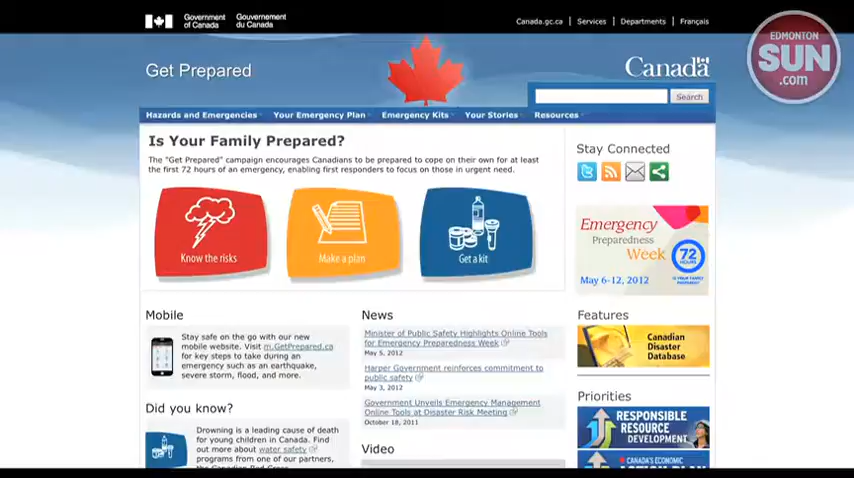 Government of Canada
Gouvernement du Canada
Canada.gc.ca | Services | Departments | Français
EDMONTON
SUN
.com
Get Prepared
Canada
Search
Hazards and Emergencies
Your Emergency Plan
Emergency Kits
Your Stories
Resources
Is Your Family Prepared?
The "Get Prepared" campaign encourages Canadians to be prepared to cope on their own for at least
the first 72 hours of an emergency, enabling first responders to focus on those in urgent need.
Know the risks
Make a plan
Get a kit
Stay Connected
Emergency
Preparedness
Week
72
HOURS
IS YOUR FAMILY
PREPARED?
May 6-12, 2012
Mobile
Stay safe on the go with our new
mobile website. Visit m.GetPrepared.ca
for key steps to take during an
emergency such as an earthquake,
severe storm, flood, and more.
Did you know?
Drowning is a leading cause of death
for young children in Canada. Find
out more about water safety
programs from one of our partners,
the Canadian Red Cross
News
Minister of Public Safety Highlights Online Tools
for Emergency Preparedness Week
May 5, 2012
Harper Government reinforces commitment to
public safety
May 3, 2012
Government Unveils Emergency Management
Online Tools at Disaster Risk Meeting
October 18, 2011
Video
Features
Canadian
Disaster
Database
Priorities
RESPONSIBLE
RESOURCE
DEVELOPMENT
CANADA'S ECONOMIC
ACTION PLAN